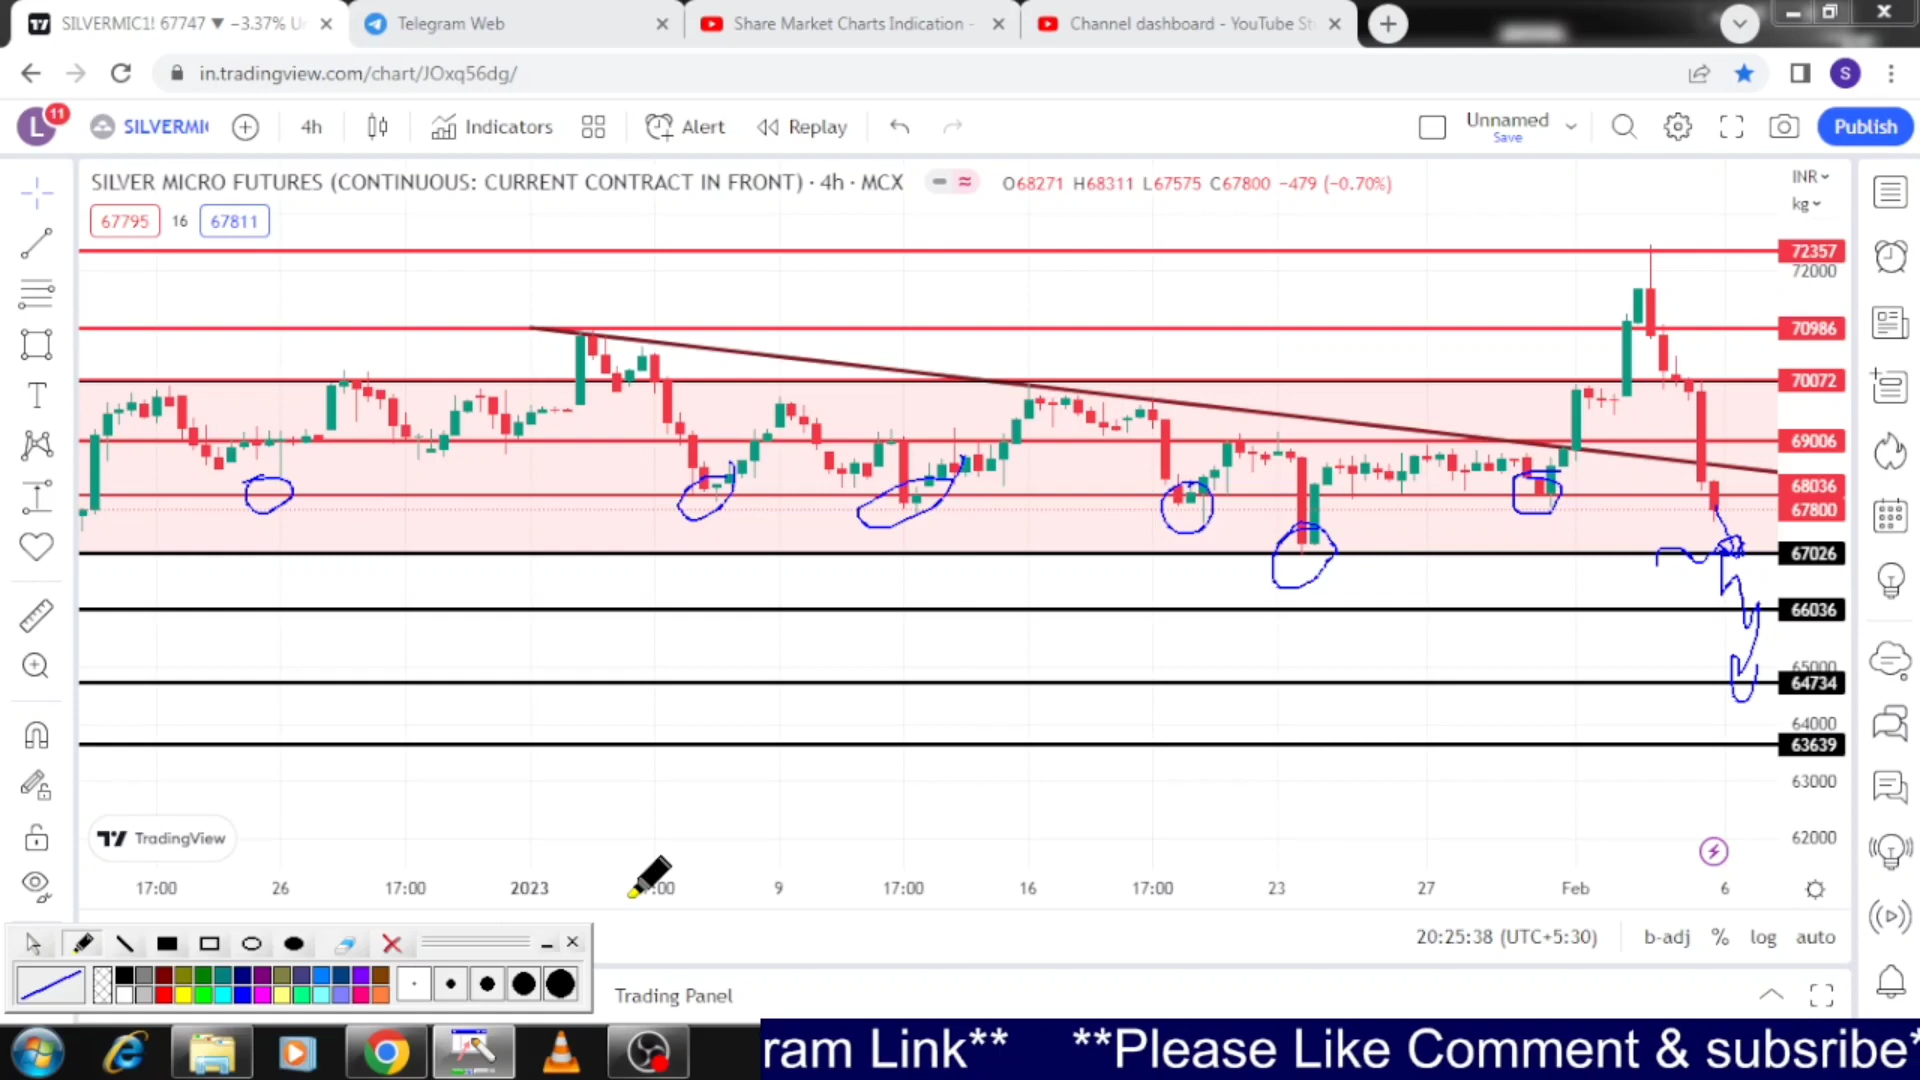 SILVERMIC1! 67747 ▼ −3.37% U
Telegram Web
Share Market Charts Indication -
Channel dashboard - YouTube St
in.tradingview.com/chart/JOxq56dg/
S
L
11
SILVERMI
4h
Indicators
Alert
Replay
Unnamed
Save
Publish
SILVER MICRO FUTURES (CONTINUOUS: CURRENT CONTRACT IN FRONT) · 4h · MCX
O68271 H68311 L67575 C67800 −479 (−0.70%)
INR
kg
67795
16
67811
72357
72000
70986
70072
69006
68036
67800
67026
66036
65000
64734
64000
63639
63000
62000
TradingView
17:00
26
17:00
2023
9
17:00
16
17:00
23
27
Feb
6
20:25:38 (UTC+5:30)
b-adj
%
log
auto
Trading Panel
ram Link** **Please Like Comment & subsribe*